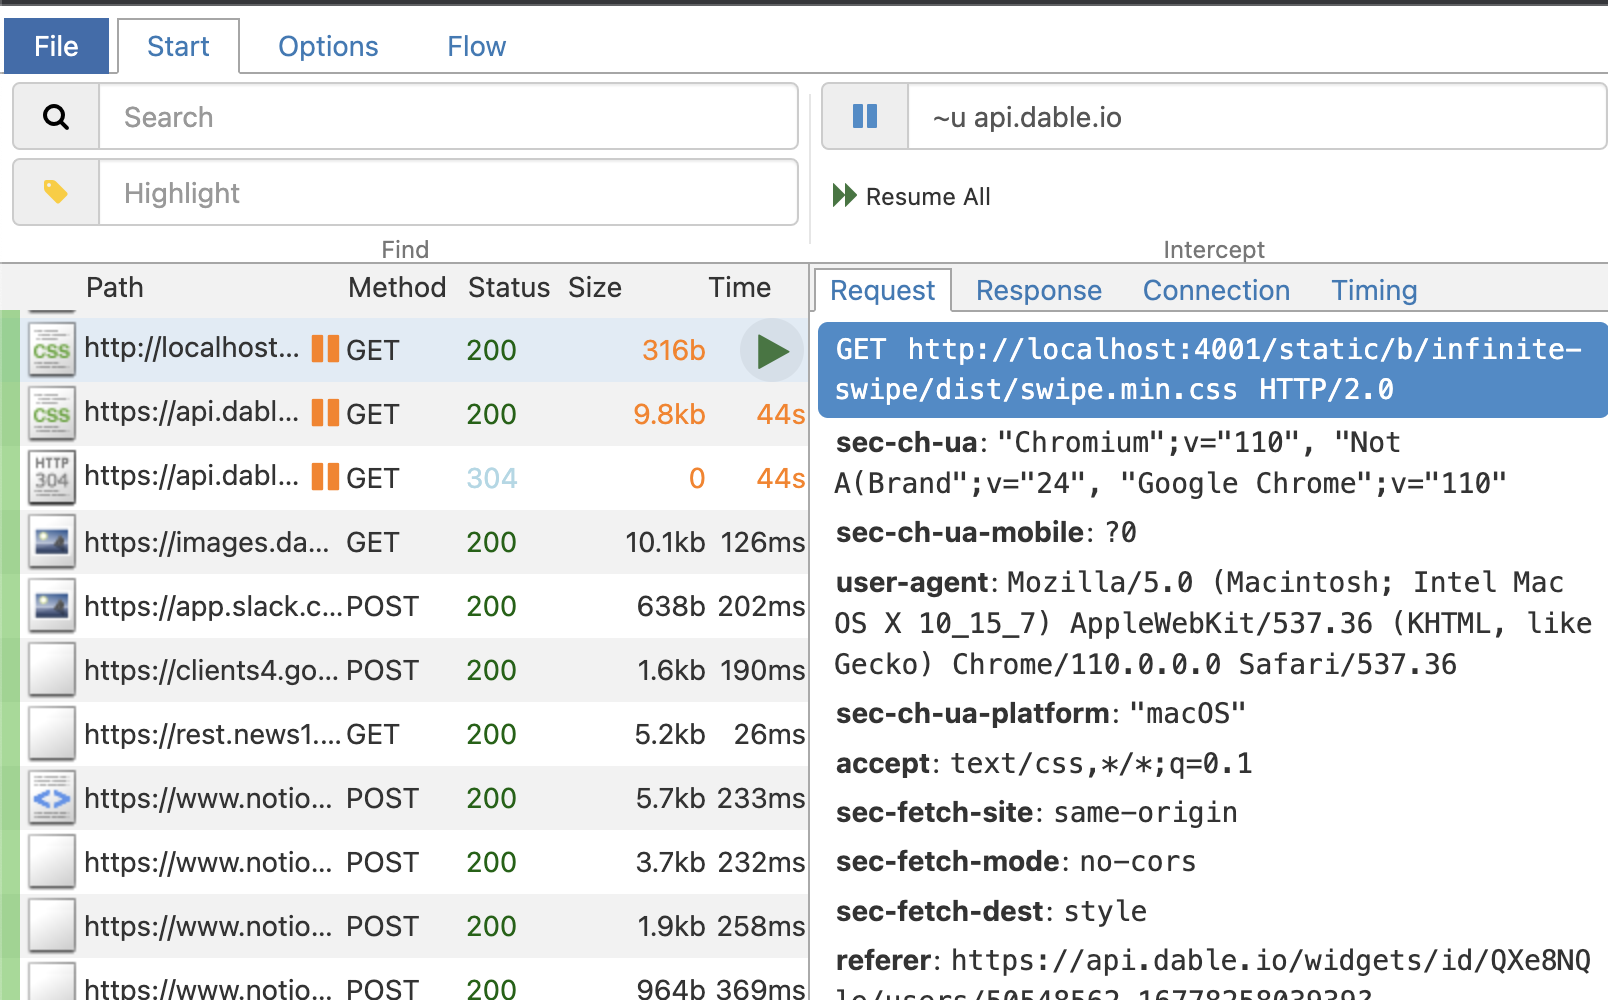 File Start Options Flow
Search
~u api.dable.io
Highlight
Resume All
Find
Intercept
Path Method Status Size Time
http://localhost... GET 200 316b
https://api.dabl... GET 200 9.8kb 44s
HTTP 304 https://api.dabl... GET 304 0 44s
https://images.da... GET 200 10.1kb 126ms
https://app.slack.c... POST 200 638b 202ms
https://clients4.go... POST 200 1.6kb 190ms
https://rest.news1.... GET 200 5.2kb 26ms
https://www.notio... POST 200 5.7kb 233ms
https://www.notio... POST 200 3.7kb 232ms
https://www.notio... POST 200 1.9kb 258ms
https://www.notio... POST 200 964b 369ms
CSS
CSS
Request Response Connection Timing
GET http://localhost:4001/static/b/infinite-
swipe/dist/swipe.min.css HTTP/2.0
sec-ch-ua: "Chromium";v="110", "Not
A(Brand";v="24", "Google Chrome";v="110"
sec-ch-ua-mobile: ?0
user-agent: Mozilla/5.0 (Macintosh; Intel Mac
OS X 10_15_7) AppleWebKit/537.36 (KHTML, like
Gecko) Chrome/110.0.0.0 Safari/537.36
sec-ch-ua-platform: "macOS"
accept: text/css,*/*;q=0.1
sec-fetch-site: same-origin
sec-fetch-mode: no-cors
sec-fetch-dest: style
referer: https://api.dable.io/widgets/id/QXe8NQ